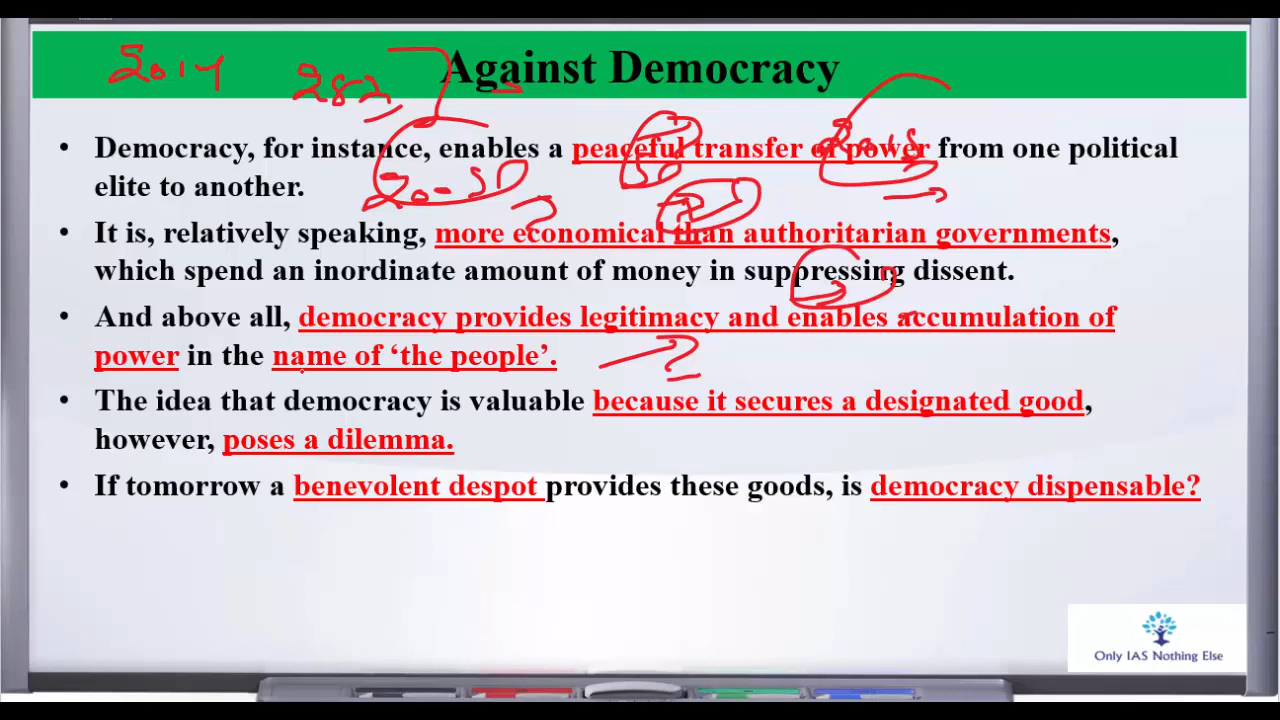 2014
282
Against Democracy
• Democracy, for instance, enables a peaceful transfer of power from one political
elite to another.
• It is, relatively speaking, more economical than authoritarian governments,
which spend an inordinate amount of money in suppressing dissent.
• And above all, democracy provides legitimacy and enables accumulation of
power in the name of ‘the people’.
• The idea that democracy is valuable because it secures a designated good,
however, poses a dilemma.
• If tomorrow a benevolent despot provides these goods, is democracy dispensable?
Only IAS Nothing Else